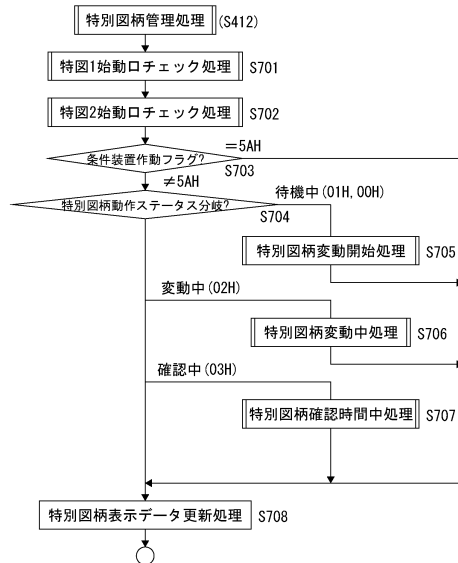 特別図柄管理処理 (S412)
特図1始動口チェック処理 S701
特図2始動口チェック処理 S702
=5AH
条件装置作動フラグ?
S703
≠5AH
待機中(01H, 00H)
特別図柄動作ステータス分岐?
S704
特別図柄変動開始処理 S705
変動中(02H)
特別図柄変動中処理 S706
確認中(03H)
特別図柄確認時間中処理 S707
特別図柄表示データ更新処理 S708